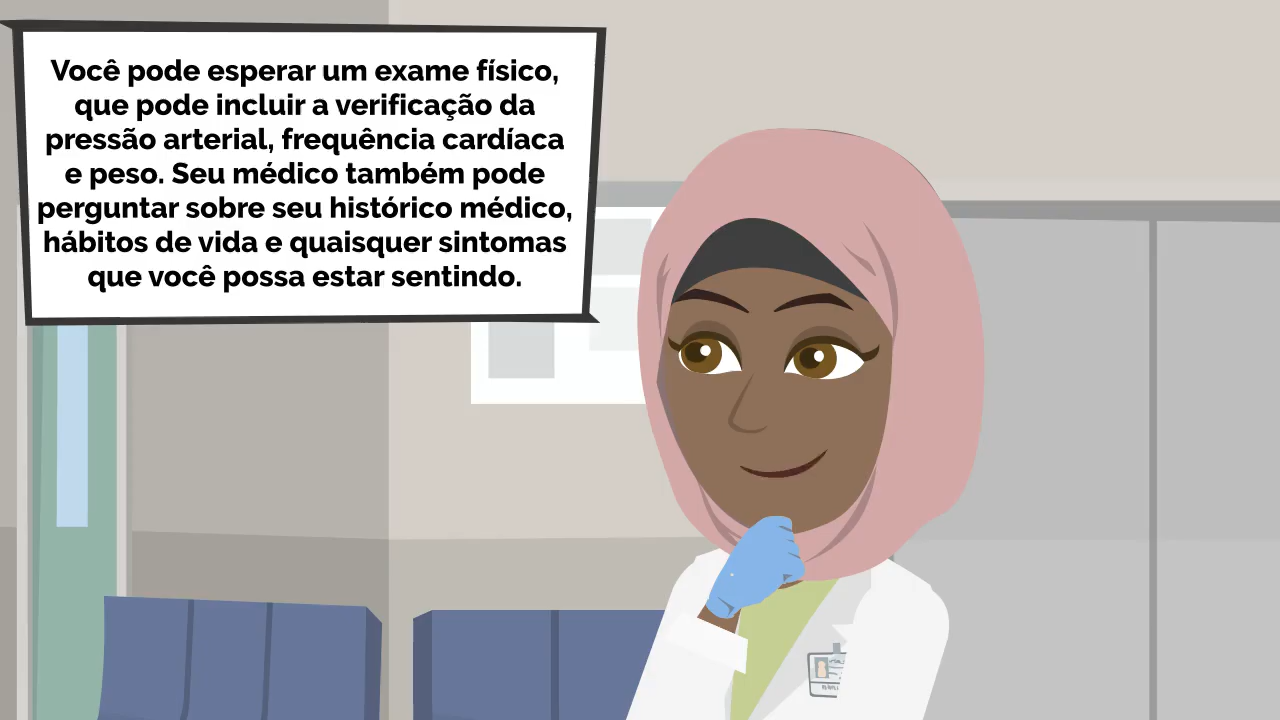 Você pode esperar um exame físico,
que pode incluir a verificação da
pressão arterial, frequência cardíaca
e peso. Seu médico também pode
perguntar sobre seu histórico médico,
hábitos de vida e quaisquer sintomas
que você possa estar sentindo.